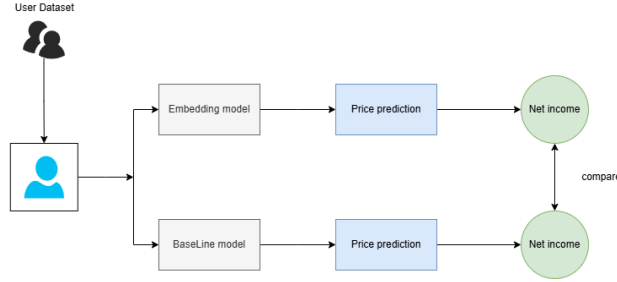 User Dataset
Embedding model
Price prediction
Net income
compare
BaseLine model
Price prediction
Net income